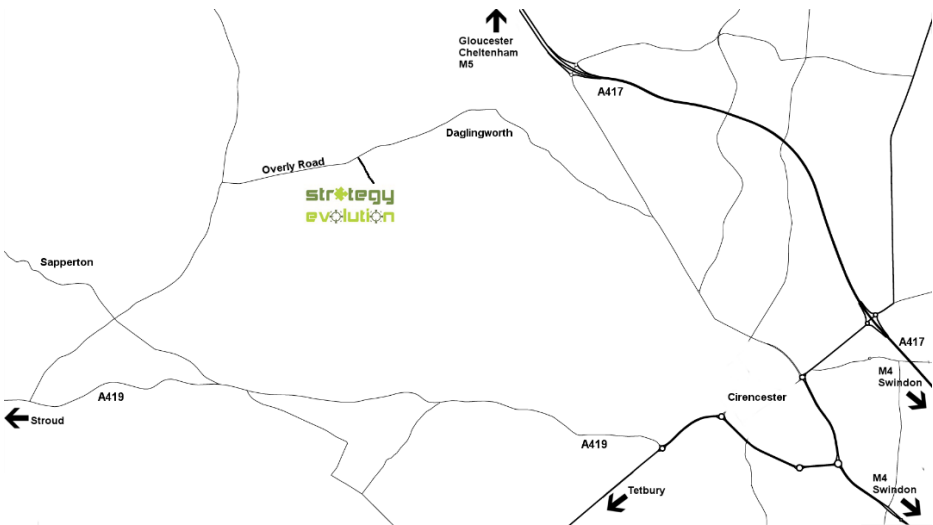 Gloucester
Cheltenham
M5
A417
Daglingworth
Overly Road
strategy
evolution
Sapperton
A417
M4
Swindon
A419
Cirencester
Stroud
A419
M4
Swindon
Tetbury